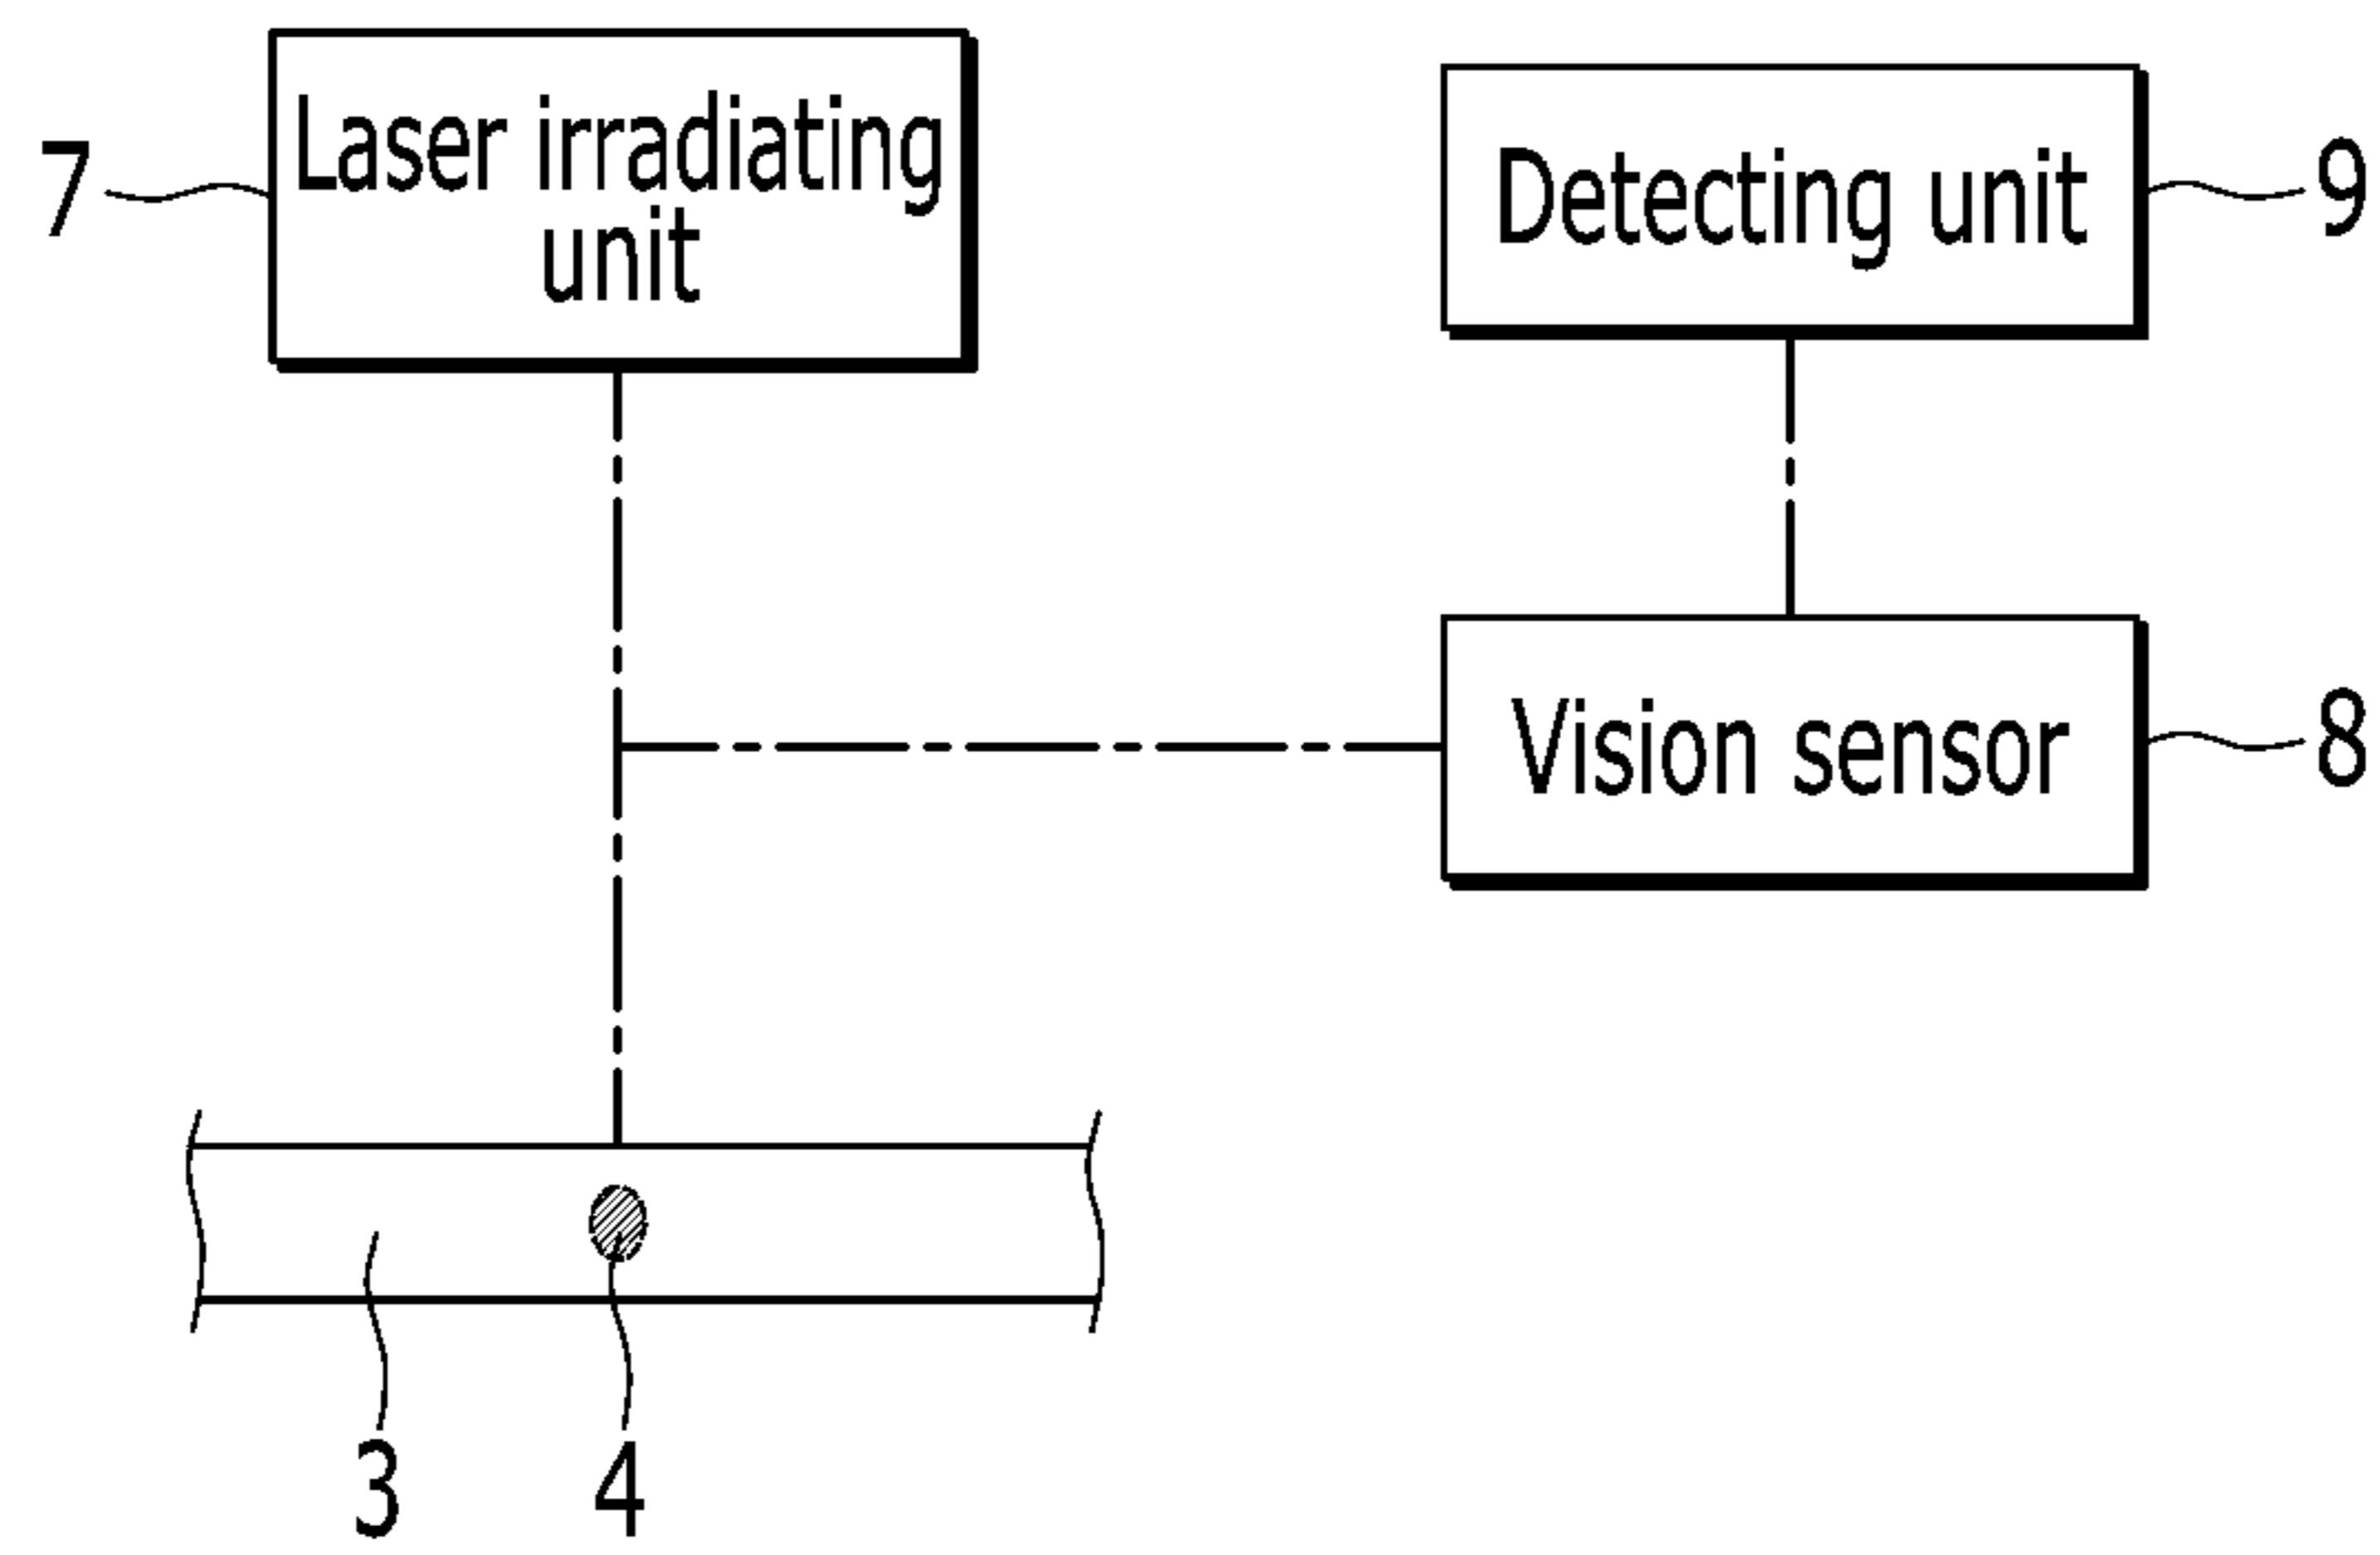 Laser irradiating
unit
7
Detecting unit
9
Vision sensor
8
3
4